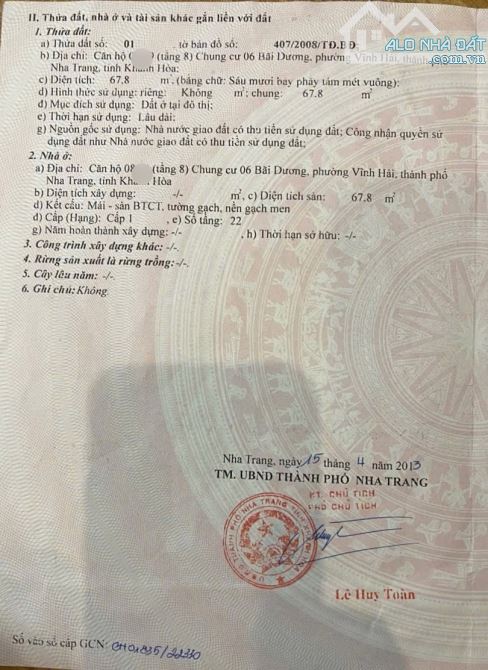 ALO NHÀ ĐẤT
.com.vn
II. Thửa đất, nhà ở và tài sản khác gắn liền với đất
1. Thửa đất:
a) Thửa đất số: 01, tờ bản đồ số: 407/2008/TĐ.BĐ
b) Địa chỉ: Căn hộ (tầng 8) Chung cư 06 Bãi Dương, phường Vĩnh Hải, thành phố
Nha Trang, tỉnh Khánh Hòa;
c) Diện tích: 67.8 m², (bằng chữ: Sáu mươi bảy phẩy tám mét vuông);
d) Hình thức sử dụng: riêng: Không m²; chung: 67.8 m²
đ) Mục đích sử dụng: Đất ở tại đô thị;
e) Thời hạn sử dụng: Lâu dài;
g) Nguồn gốc sử dụng: Nhà nước giao đất có thu tiền sử dụng đất; Công nhận quyền sử
dụng đất như Nhà nước giao đất có thu tiền sử dụng đất;
2. Nhà ở:
a) Địa chỉ: Căn hộ 08 (tầng 8) Chung cư 06 Bãi Dương, phường Vĩnh Hải, thành phố
Nha Trang, tỉnh Khánh Hòa
b) Diện tích xây dựng: -/- m², c) Diện tích sàn: 67.8 m²
d) Kết cấu: Mái - sàn BTCT, tường gạch, nền gạch men
đ) Cấp (Hạng): Cấp 1, e) Số tầng: 22
g) Năm hoàn thành xây dựng: -/-, h) Thời hạn sở hữu: -/-
3. Công trình xây dựng khác: -/-.
4. Rừng sản xuất là rừng trồng: -/-.
5. Cây lâu năm: -/-.
6. Ghi chú: Không.
Nha Trang, ngày 15 tháng 4 năm 2013
TM. UBND THÀNH PHỐ NHA TRANG
KT. CHỦ TỊCH
PHÓ CHỦ TỊCH
Lê Huy Toàn
Số vào sổ cấp GCN: CH01835/22330